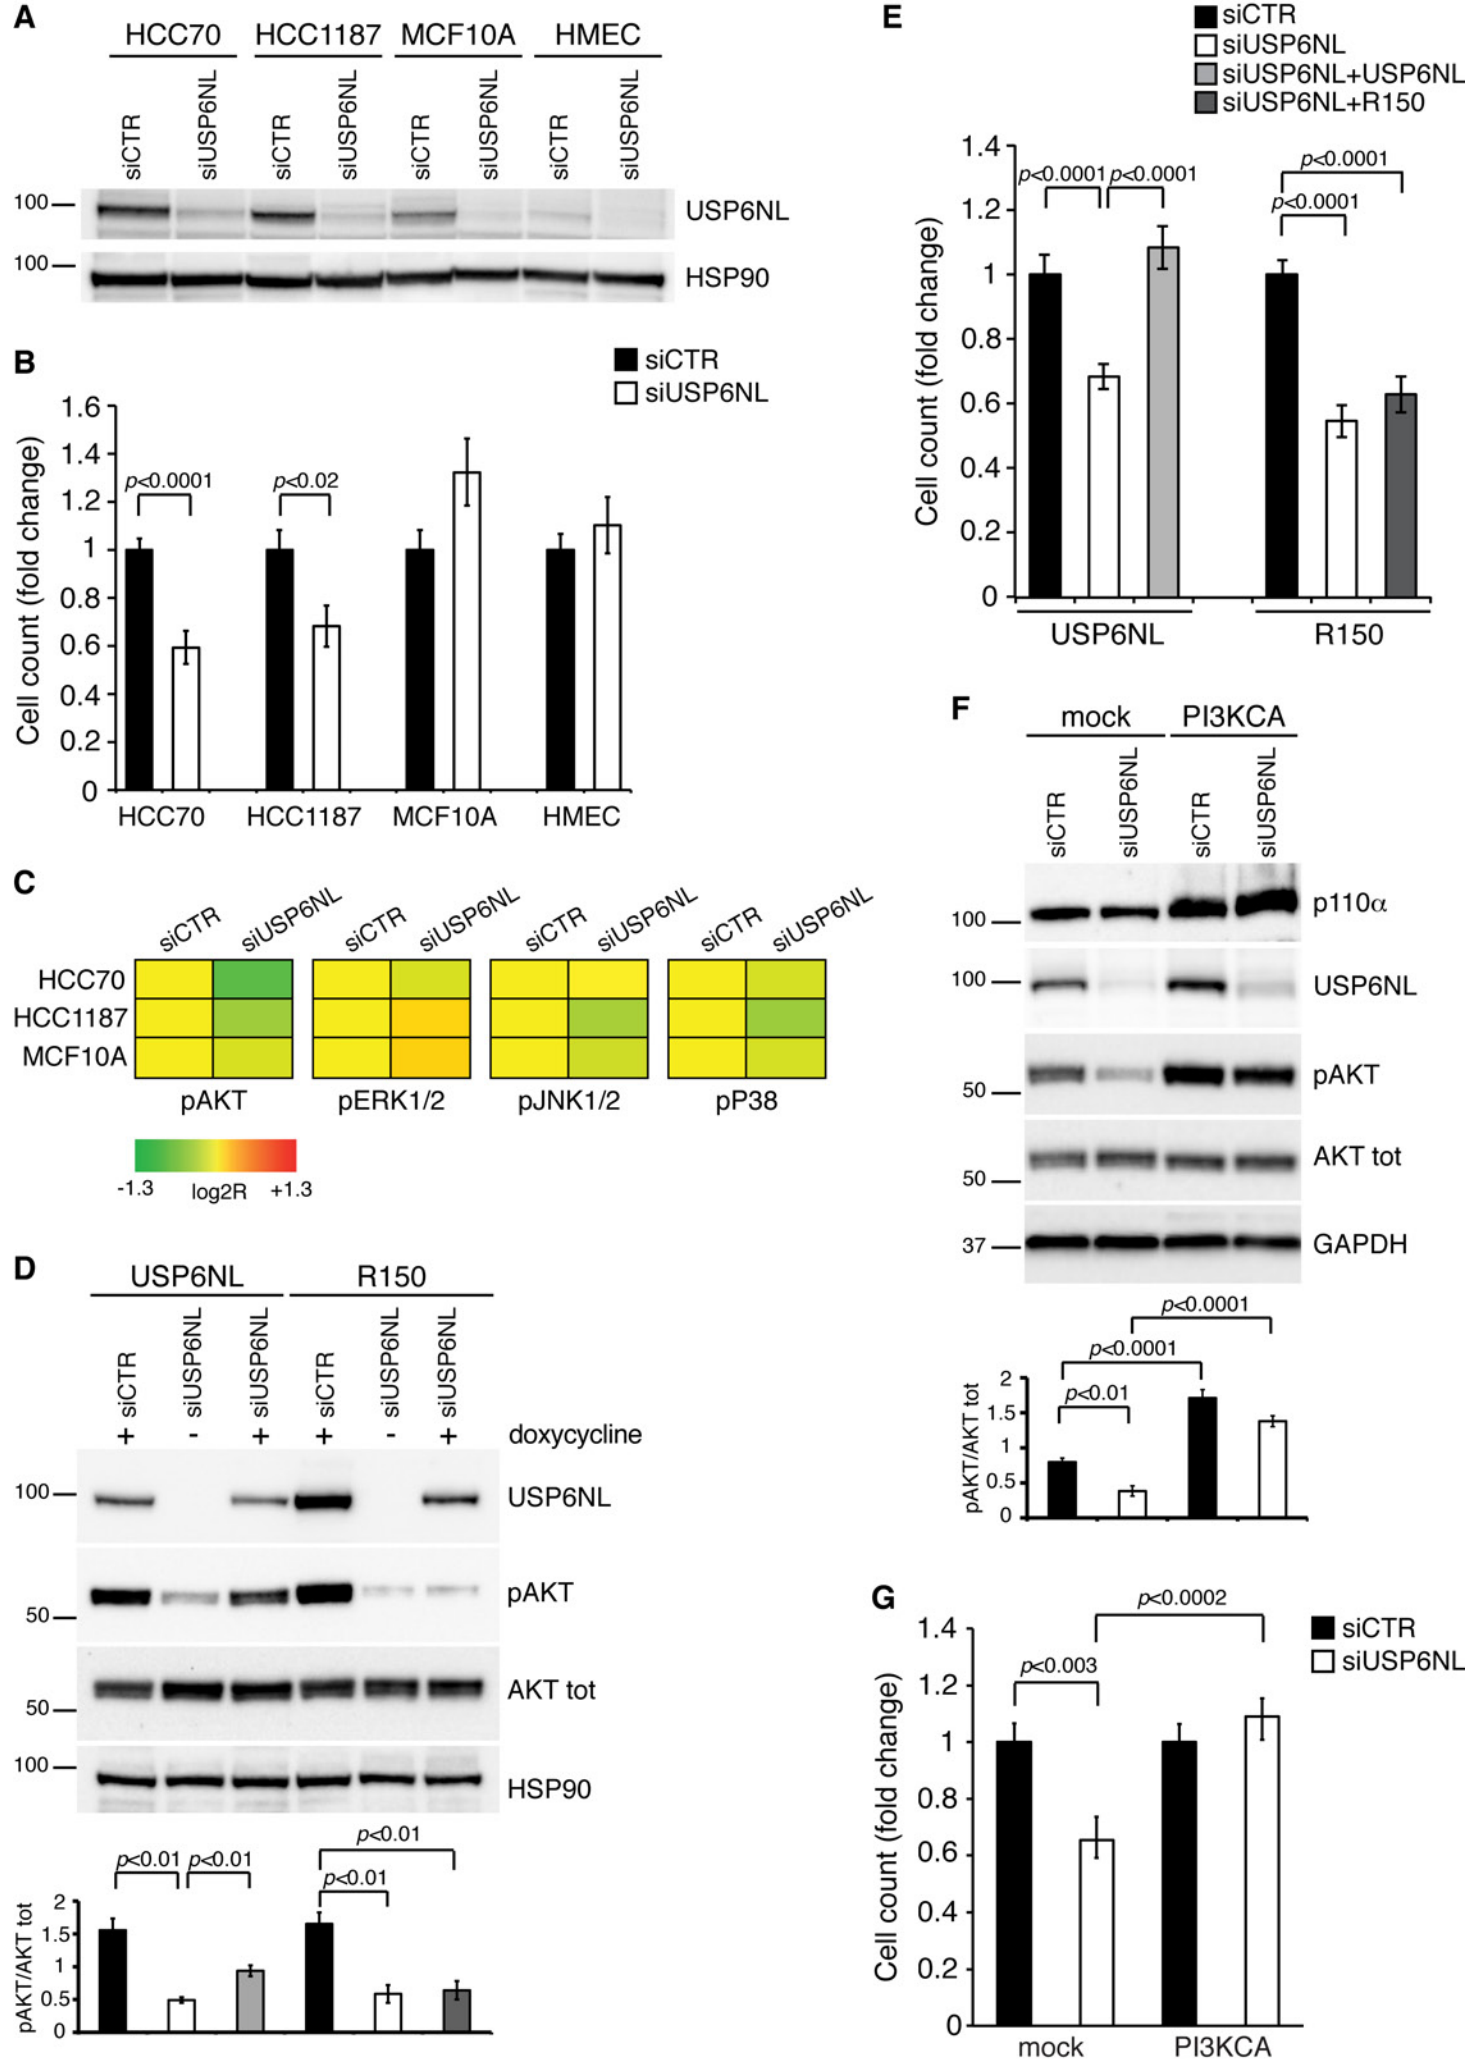 A
HCC70 HCC1187 MCF10A HMEC
siCTR siUSP6NL siCTR siUSP6NL siCTR siUSP6NL siCTR siUSP6NL
100 USP6NL
100 HSP90
B
siCTR
siUSP6NL
Cell count (fold change)
1.6
1.4
1.2
1
0.8
0.6
0.4
0.2
0
p<0.0001 p<0.02
HCC70 HCC1187 MCF10A HMEC
C
siCTR siUSP6NL siCTR siUSP6NL siCTR siUSP6NL siCTR siUSP6NL
HCC70
HCC1187
MCF10A
pAKT pERK1/2 pJNK1/2 pP38
-1.3 log2R +1.3
D
USP6NL R150
siCTR siUSP6NL siUSP6NL siCTR siUSP6NL siUSP6NL
+ - + + - + doxycycline
100 USP6NL
pAKT
50
AKT tot
50
100
HSP90
p<0.01
p<0.01 p<0.01
p<0.01
pAKT/AKT tot
2
1.5
1
0.5
0
E
siCTR
siUSP6NL
siUSP6NL+USP6NL
siUSP6NL+R150
Cell count (fold change)
1.4
1.2
1
0.8
0.6
0.4
0.2
0
p<0.0001 p<0.0001
p<0.0001
p<0.0001
USP6NL R150
F
mock PI3KCA
siCTR siUSP6NL siCTR siUSP6NL
100 p110α
100 USP6NL
pAKT
50
AKT tot
50
37 GAPDH
p<0.0001
p<0.0001
p<0.01
pAKT/AKT tot
2
1.5
1
0.5
0
G
siCTR
siUSP6NL
Cell count (fold change)
1.4
1.2
1
0.8
0.6
0.4
0.2
0
p<0.0002
p<0.003
mock PI3KCA